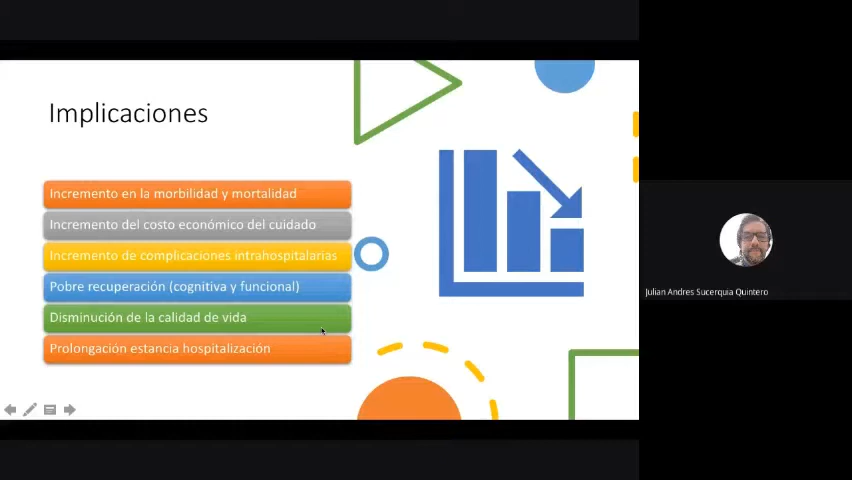 Implicaciones
Incremento en la morbilidad y mortalidad
Incremento del costo económico del cuidado
Incremento de complicaciones intrahospitalarias
Pobre recuperación (cognitiva y funcional)
Disminución de la calidad de vida
Prolongación estancia hospitalización
Julian Andres Sucerquia Quintero